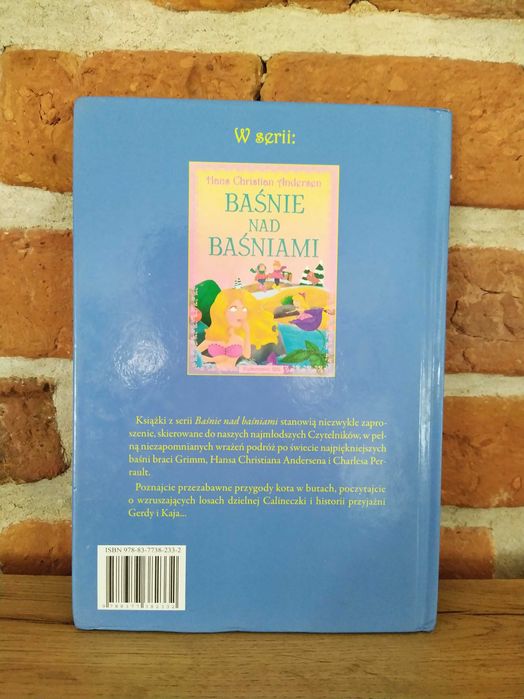 W serii:
Hans Christian Andersen
BAŚNIE
NAD
BAŚNIAMI
Książki z serii Baśnie nad baśniami stanowią niezwykłe zapro-
szenie, skierowane do naszych najmłodszych Czytelników, w peł-
ną niezapomnianych wrażeń podróż po świecie najpiękniejszych
baśni braci Grimm, Hansa Christiana Andersena i Charlesa Per-
rault.
Poznajcie przezabawne przygody kota w butach, poczytajcie
o wzruszających losach dzielnej Calineczki i historii przyjaźni
Gerdy i Kaja...
ISBN 978-83-7738-233-2
9788377382332